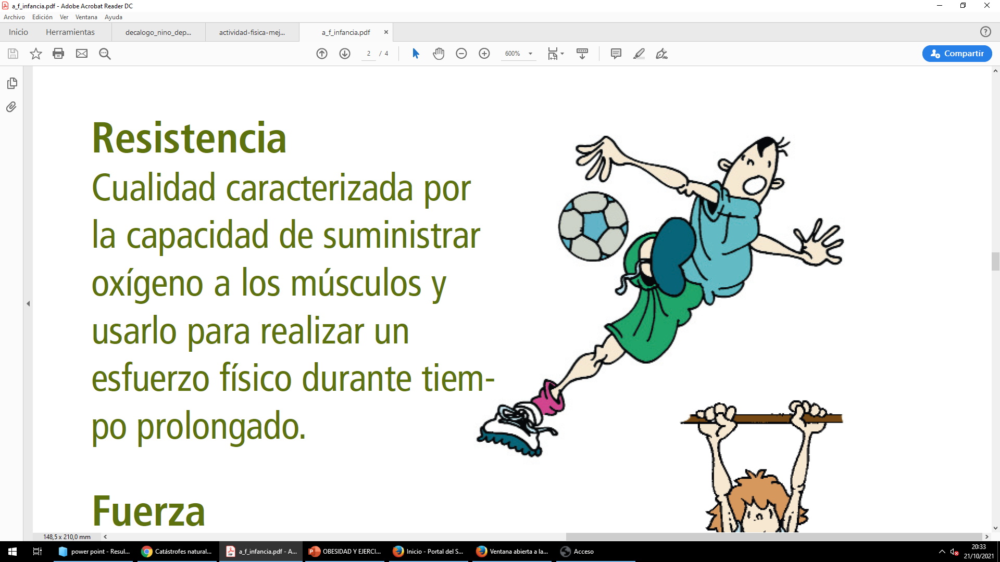 a_f_infancia.pdf - Adobe Acrobat Reader DC
Archivo Edición Ver Ventana Ayuda
Inicio Herramientas decalogo_nino_dep... actividad-fisica-mej... a_f_infancia.pdf
2 / 4 600% Compartir
Resistencia
Cualidad caracterizada por
la capacidad de suministrar
oxígeno a los músculos y
usarlo para realizar un
esfuerzo físico durante tiem-
po prolongado.
Fuerza
148,5 x 210,0 mm
power point - Resul... Catástrofes natural... a_f_infancia.pdf - A... OBESIDAD Y EJERCI... Inicio - Portal del S... Ventana abierta a la... Acceso
20:33
21/10/2021